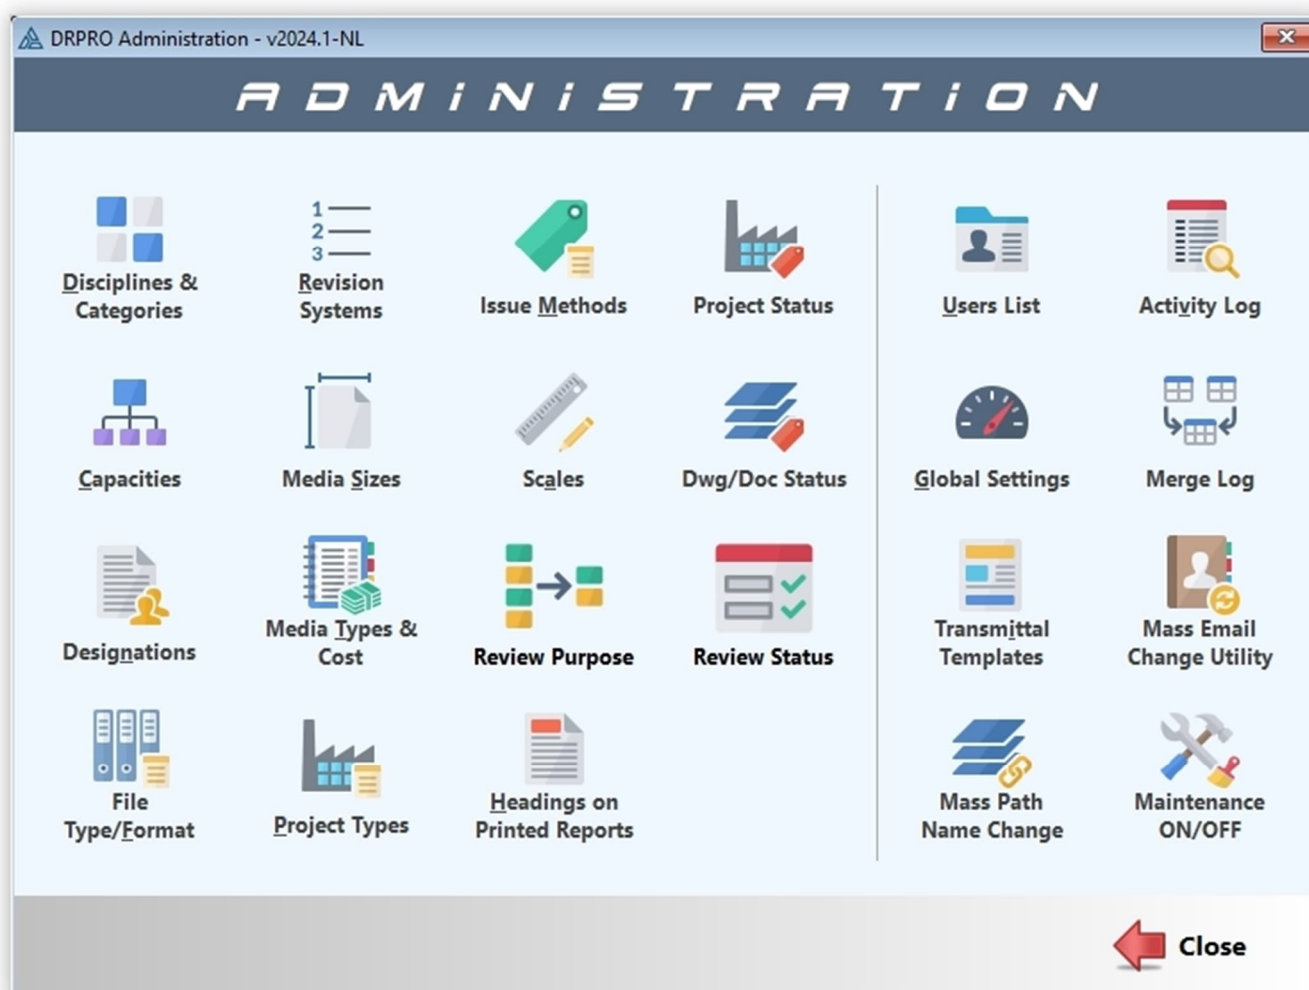 DRPRO Administration - v2024.1-NL
ADMINISTRATION
Disciplines &
Categories
1
2
3
Revision
Systems
Issue Methods
Project Status
Users List
Activity Log
Capacities
Media Sizes
Scales
Dwg/Doc Status
Global Settings
Merge Log
Designations
Media Types &
Cost
Review Purpose
Review Status
Transmittal
Templates
Mass Email
Change Utility
File
Type/Format
Project Types
Headings on
Printed Reports
Mass Path
Name Change
Maintenance
ON/OFF
Close